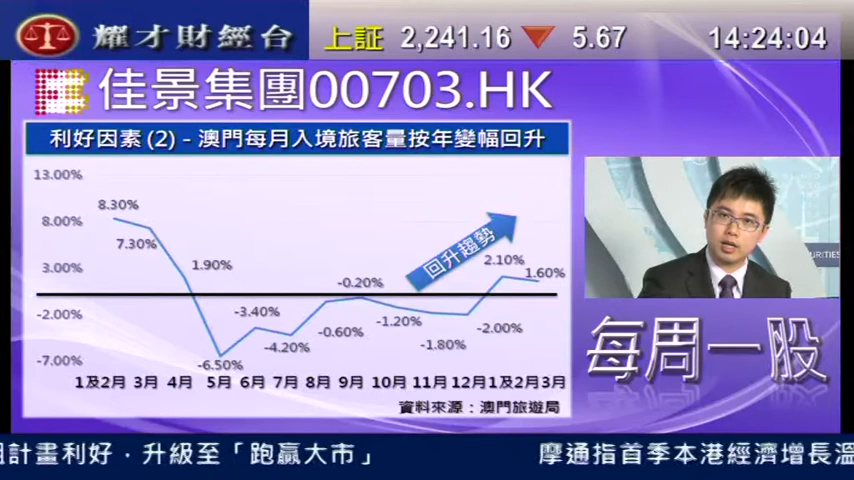 耀才財經台
上証 2,241.16 5.67 14:24:04
佳景集團00703.HK
利好因素(2) - 澳門每月入境旅客量按年變幅回升
13.00%
8.00%
3.00%
-2.00%
-7.00%
8.30%
7.30%
1.90%
-6.50%
-3.40%
-4.20%
-0.60%
-0.20%
-1.20%
-1.80%
-2.00%
2.10%
1.60%
回升趨勢
1及2月 3月 4月 5月 6月 7月 8月 9月 10月 11月 12月 1及2月 3月
資料來源：澳門旅遊局
URITIES
每周一股
計畫利好，升級至「跑贏大市」
摩通指首季本港經濟增長溫